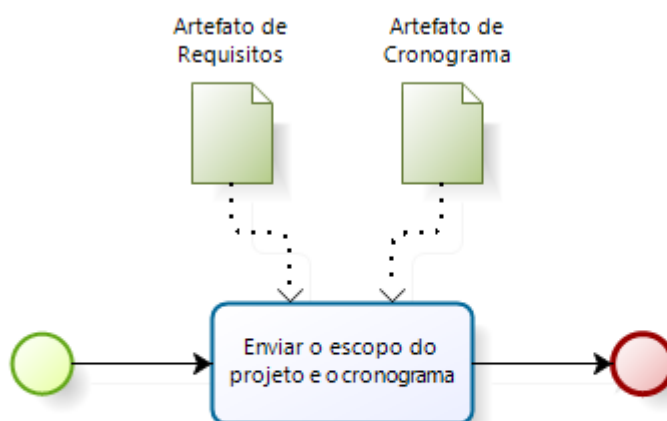 Artefato de
Requisitos
Artefato de
Cronograma
Enviar o escopo do
projeto e o cronograma